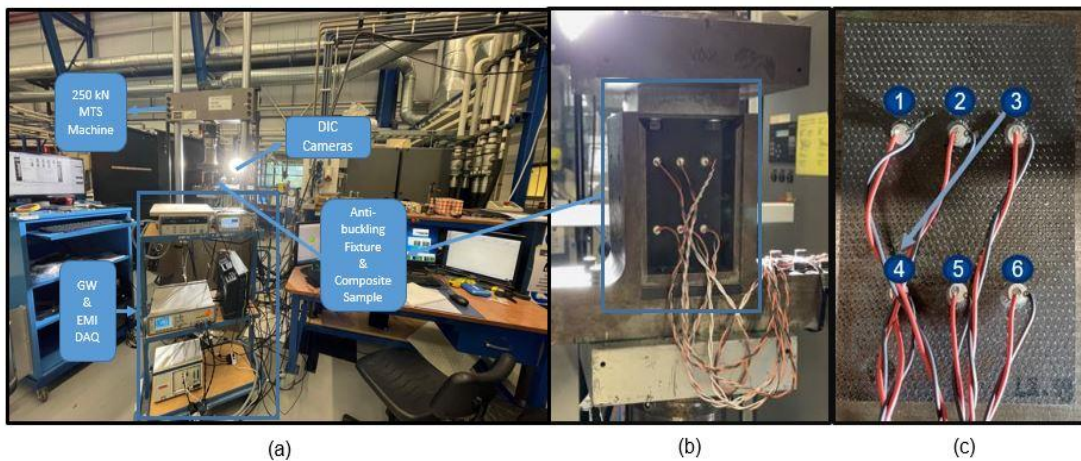 250 kN
MTS
Machine
DIC
Cameras
Anti-
buckling
Fixture
&
Composite
Sample
GW
&
EMI
DAQ
1
2
3
4
5
6
(a)
(b)
(c)